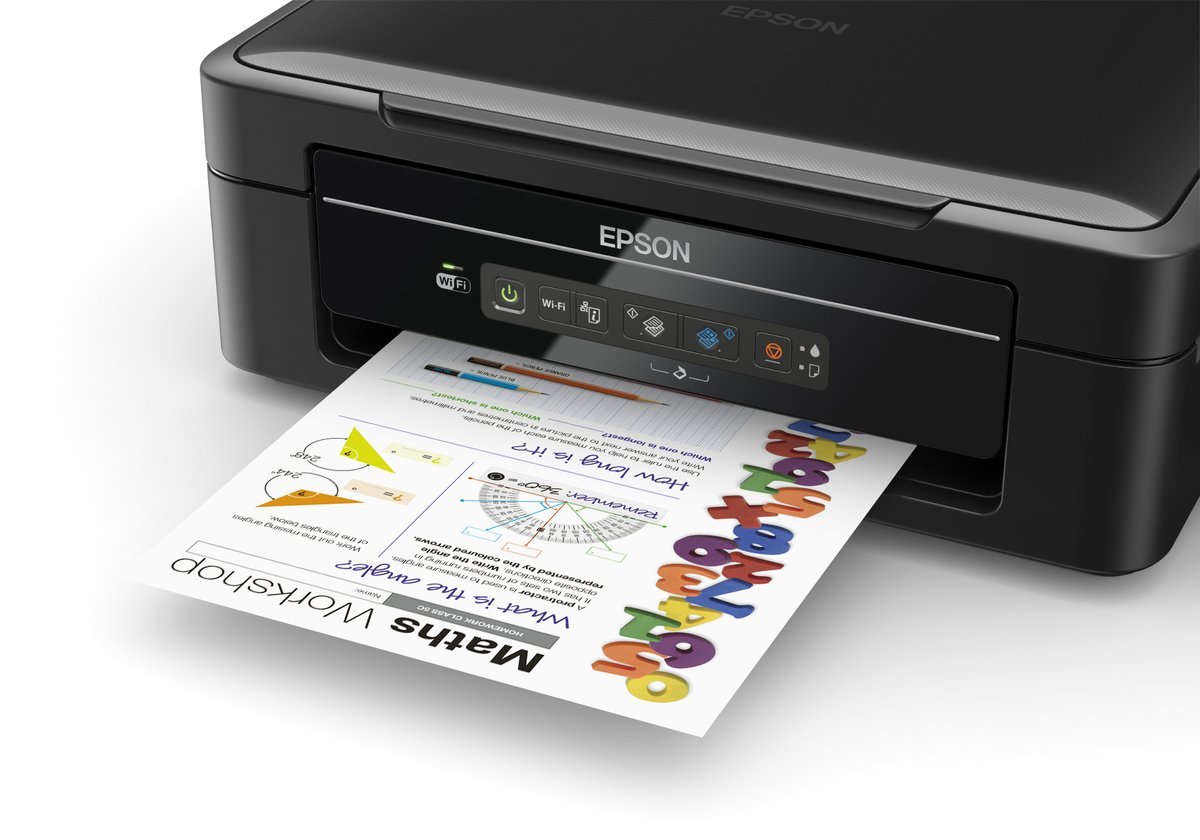 EPSON
EPSON
WiFi
Wi-Fi
i
Maths Workshop
HOMEWORK CLASS 5C
Name:
What is the angle?
A protractor is used to measure angles.
It has two sets of numbers running in
opposite directions. Write the angle
represented by the coloured arrows.
Remember 360°
Work out the missing angles
of the triangles below.
244°
?
= ? °
248°
= ? °
How long is it?
Use the ruler to help you measure each of the pencils.
Write your answer next to the picture in centimetres and millimetres.
Which one is longest?
Which one is shortest?
BLUE PENCIL
ORANGE PENCIL